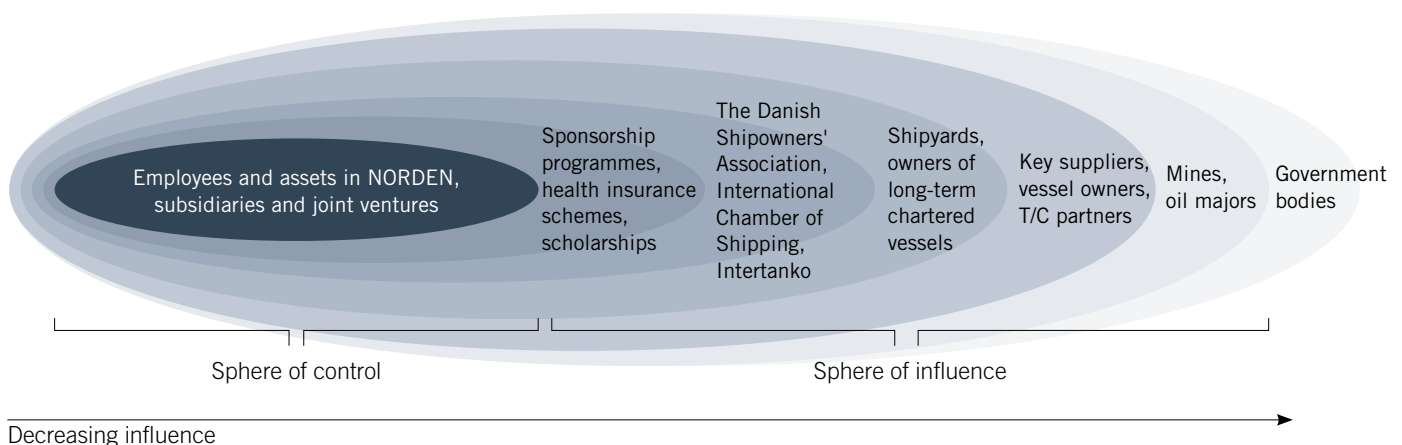 Employees and assets in NORDEN,
subsidiaries and joint ventures
Sponsorship
programmes,
health insurance
schemes,
scholarships
The Danish
Shipowners'
Association,
International
Chamber of
Shipping,
Intertanko
Shipyards,
owners of
long-term
chartered
vessels
Key suppliers,
vessel owners,
T/C partners
Mines,
oil majors
Government
bodies
Sphere of control
Sphere of influence
Decreasing influence